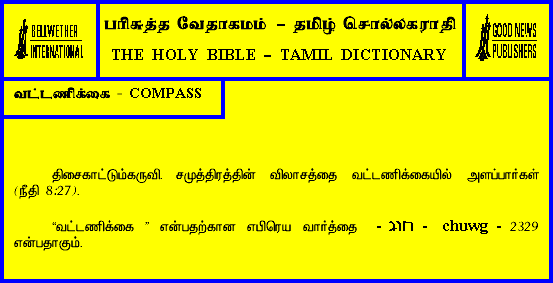 BELLWETHER
INTERNATIONAL
பரிசுத்த வேதாகமம் – தமிழ் சொல்லகராதி
THE HOLY BIBLE – TAMIL DICTIONARY
GOOD NEWS
PUBLISHERS
வட்டணிக்கை - COMPASS
திசைகாட்டும்கருவி. சமுத்திரத்தின் விலாசத்தை வட்டணிக்கையில் அளப்பார்கள்
(நீதி 8:27).
“வட்டணிக்கை ” என்பதற்கான எபிரெய வார்த்தை - חוג - chuwg - 2329
என்பதாகும்.